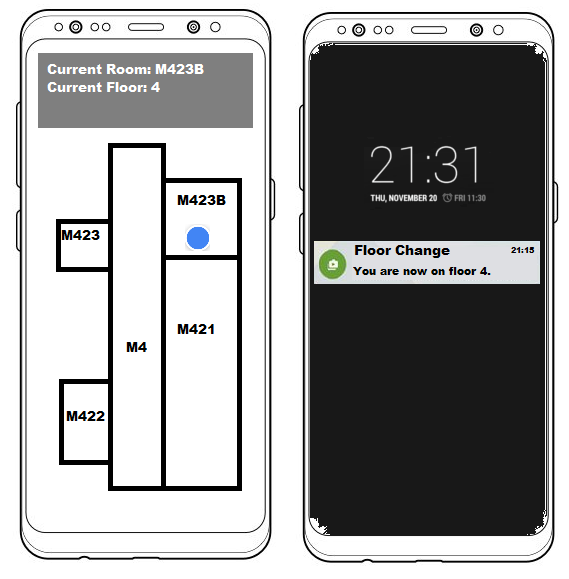 Current Room: M423B
Current Floor: 4
M423B
M423
M4
M421
M422
21:31
THU, NOVEMBER 20 FRI 11:30
Floor Change 21:15
You are now on floor 4.